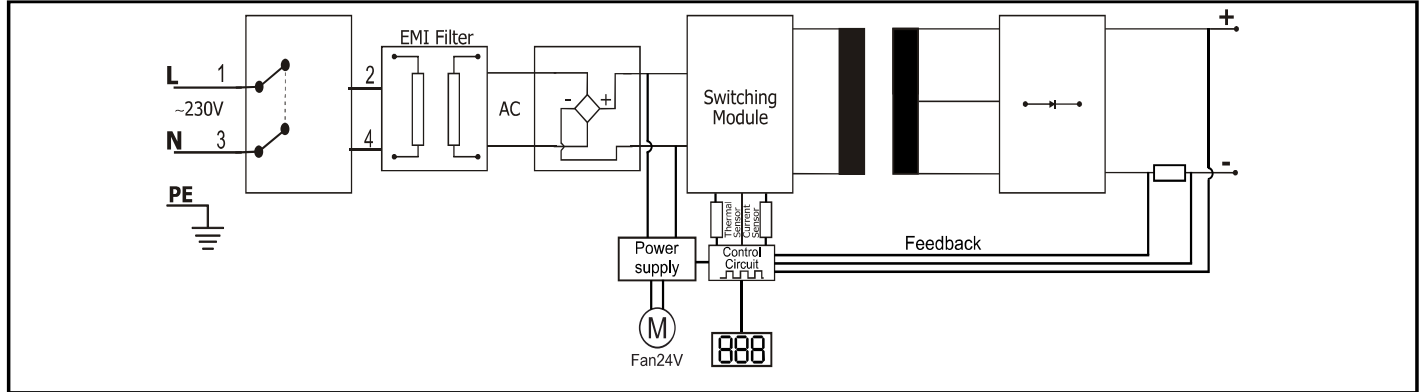 EMI Filter
L 1
~230V
N 3
PE
2
4
AC
- +
Switching
Module
+
-
Thermal
Sensor
Current
Sensor
Power
supply
Control
Circuit
Feedback
M
Fan24V
888